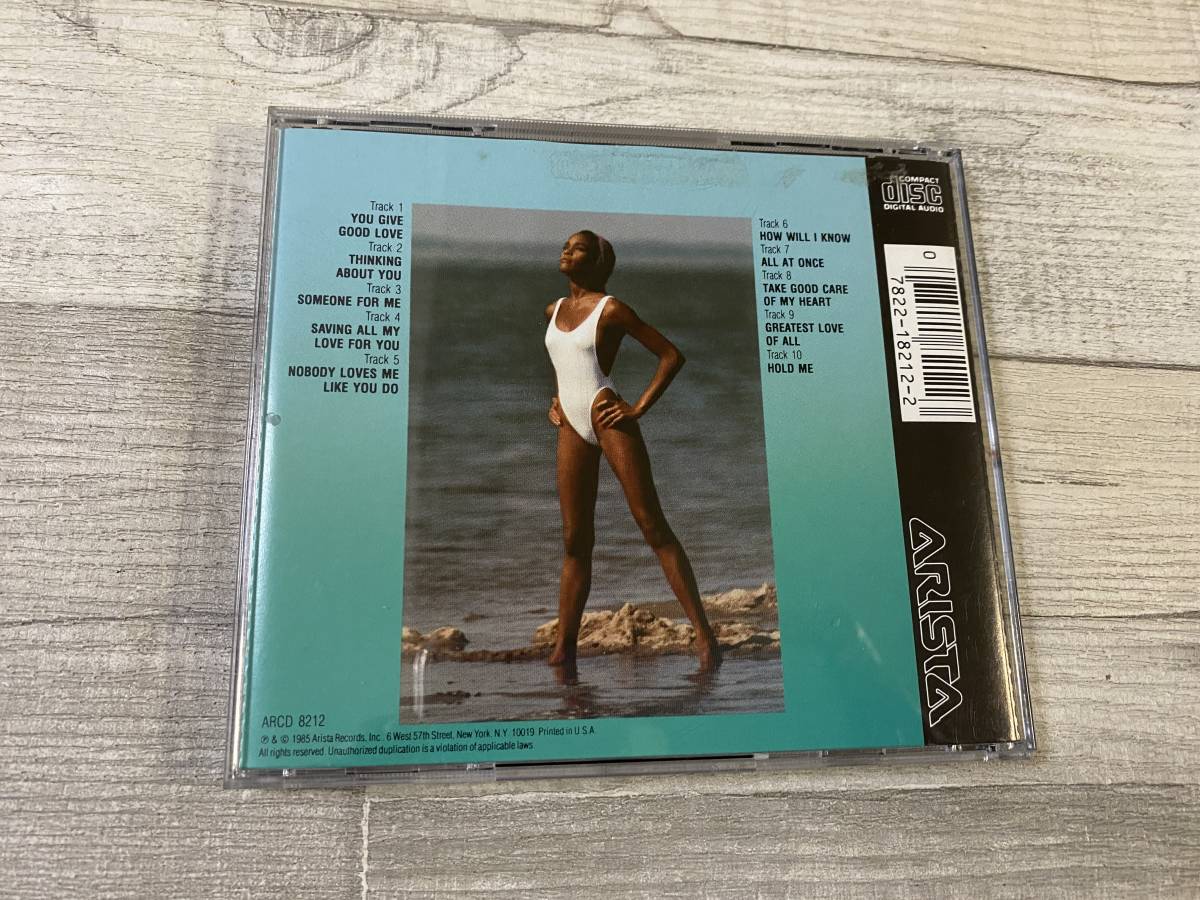 Track 1
YOU GIVE
GOOD LOVE
Track 2
THINKING
ABOUT YOU
Track 3
SOMEONE FOR ME
Track 4
SAVING ALL MY
LOVE FOR YOU
Track 5
NOBODY LOVES ME
LIKE YOU DO
Track 6
HOW WILL I KNOW
Track 7
ALL AT ONCE
Track 8
TAKE GOOD CARE
OF MY HEART
Track 9
GREATEST LOVE
OF ALL
Track 10
HOLD ME
COMPACT
disc
DIGITAL AUDIO
0
7822-18212-2
ARISTA
ARCD 8212
℗ & © 1985 Arista Records, Inc. 6 West 57th Street, New York, N.Y. 10019. Printed in U.S.A.
All rights reserved. Unauthorized duplication is a violation of applicable laws.